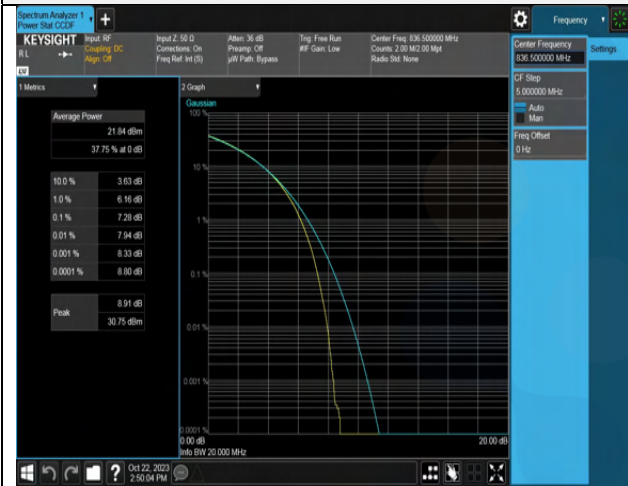 Spectrum Analyzer 1
Power Stat CCDF
Frequency
KEYSIGHT
RL
LW
Input: RF
Coupling: DC
Align: Off
Input Z: 50 Ω
Corrections: On
Freq Ref: Int (S)
Atten: 36 dB
Preamp: Off
µW Path: Bypass
Trig: Free Run
#IF Gain: Low
Center Freq: 836.500000 MHz
Counts: 2.00 M/2.00 Mpt
Radio Std: None
Center Frequency
836.500000 MHz
Settings
CF Step
5.000000 MHz
Auto
Man
Freq Offset
0 Hz
1 Metrics
Average Power
21.84 dBm
37.75 % at 0 dB
10.0 % 3.63 dB
1.0 % 6.16 dB
0.1 % 7.28 dB
0.01 % 7.94 dB
0.001 % 8.33 dB
0.0001 % 8.80 dB
Peak 8.91 dB
30.75 dBm
2 Graph
Gaussian
100 %
10 %
1 %
0.1 %
0.01 %
0.001 %
0.0001 %
0.00 dB 20.00 dB
Info BW 20.000 MHz
?
Oct 22, 2023
2:50:04 PM